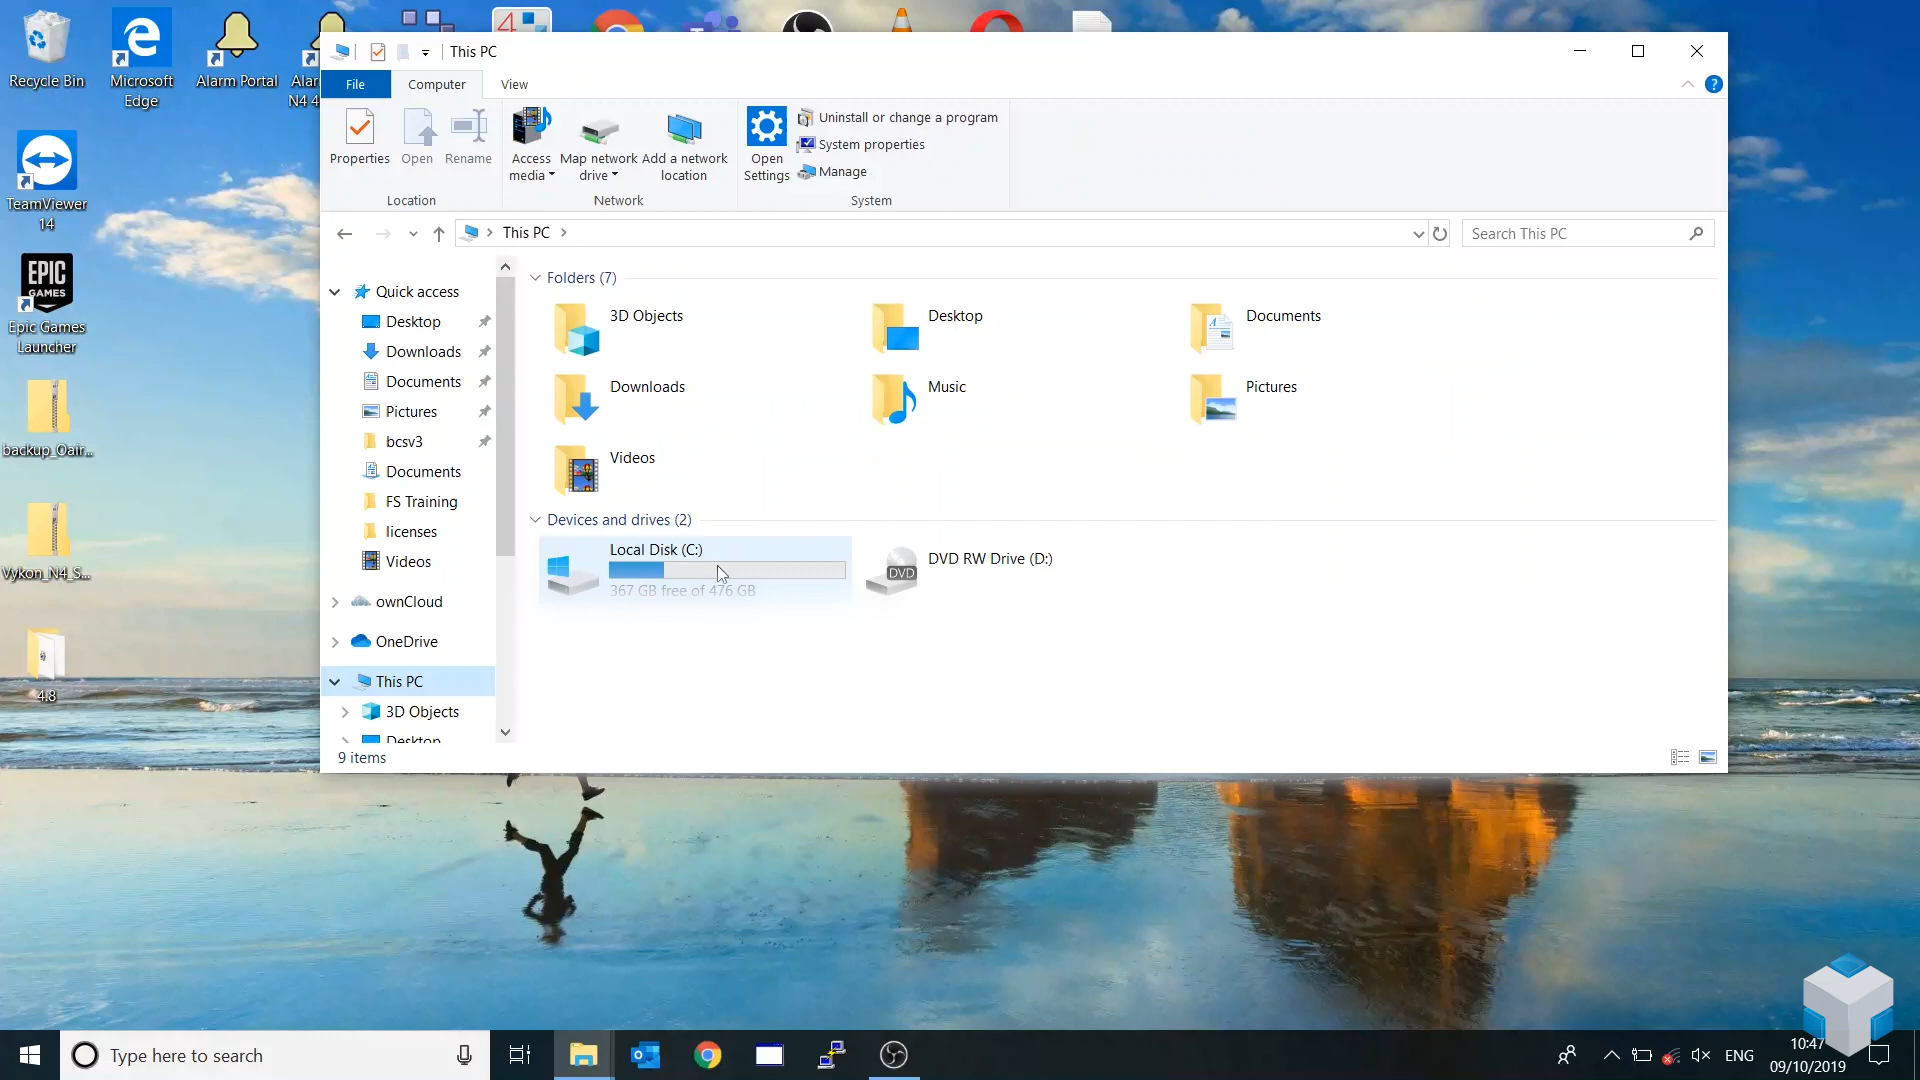 Recycle Bin
Microsoft
Edge
Alarm Portal
N4 4
TeamViewer
14
EPIC
GAMES
Epic Games
Launcher
backup_Oair...
Vykon_N4_S...
4.8
This PC
File
Computer
View
Properties
Open
Rename
Access
media
Map network
drive
Add a network
location
Open
Settings
Uninstall or change a program
System properties
Manage
Location
Network
System
This PC
Search This PC
Quick access
Desktop
Downloads
Documents
Pictures
bcsv3
Documents
FS Training
licenses
Videos
ownCloud
OneDrive
This PC
3D Objects
Desktop
Folders (7)
3D Objects
Desktop
Documents
Downloads
Music
Pictures
Videos
Devices and drives (2)
Local Disk (C:)
367 GB free of 476 GB
DVD
DVD RW Drive (D:)
9 items
Type here to search
ENG
10:47
09/10/2019